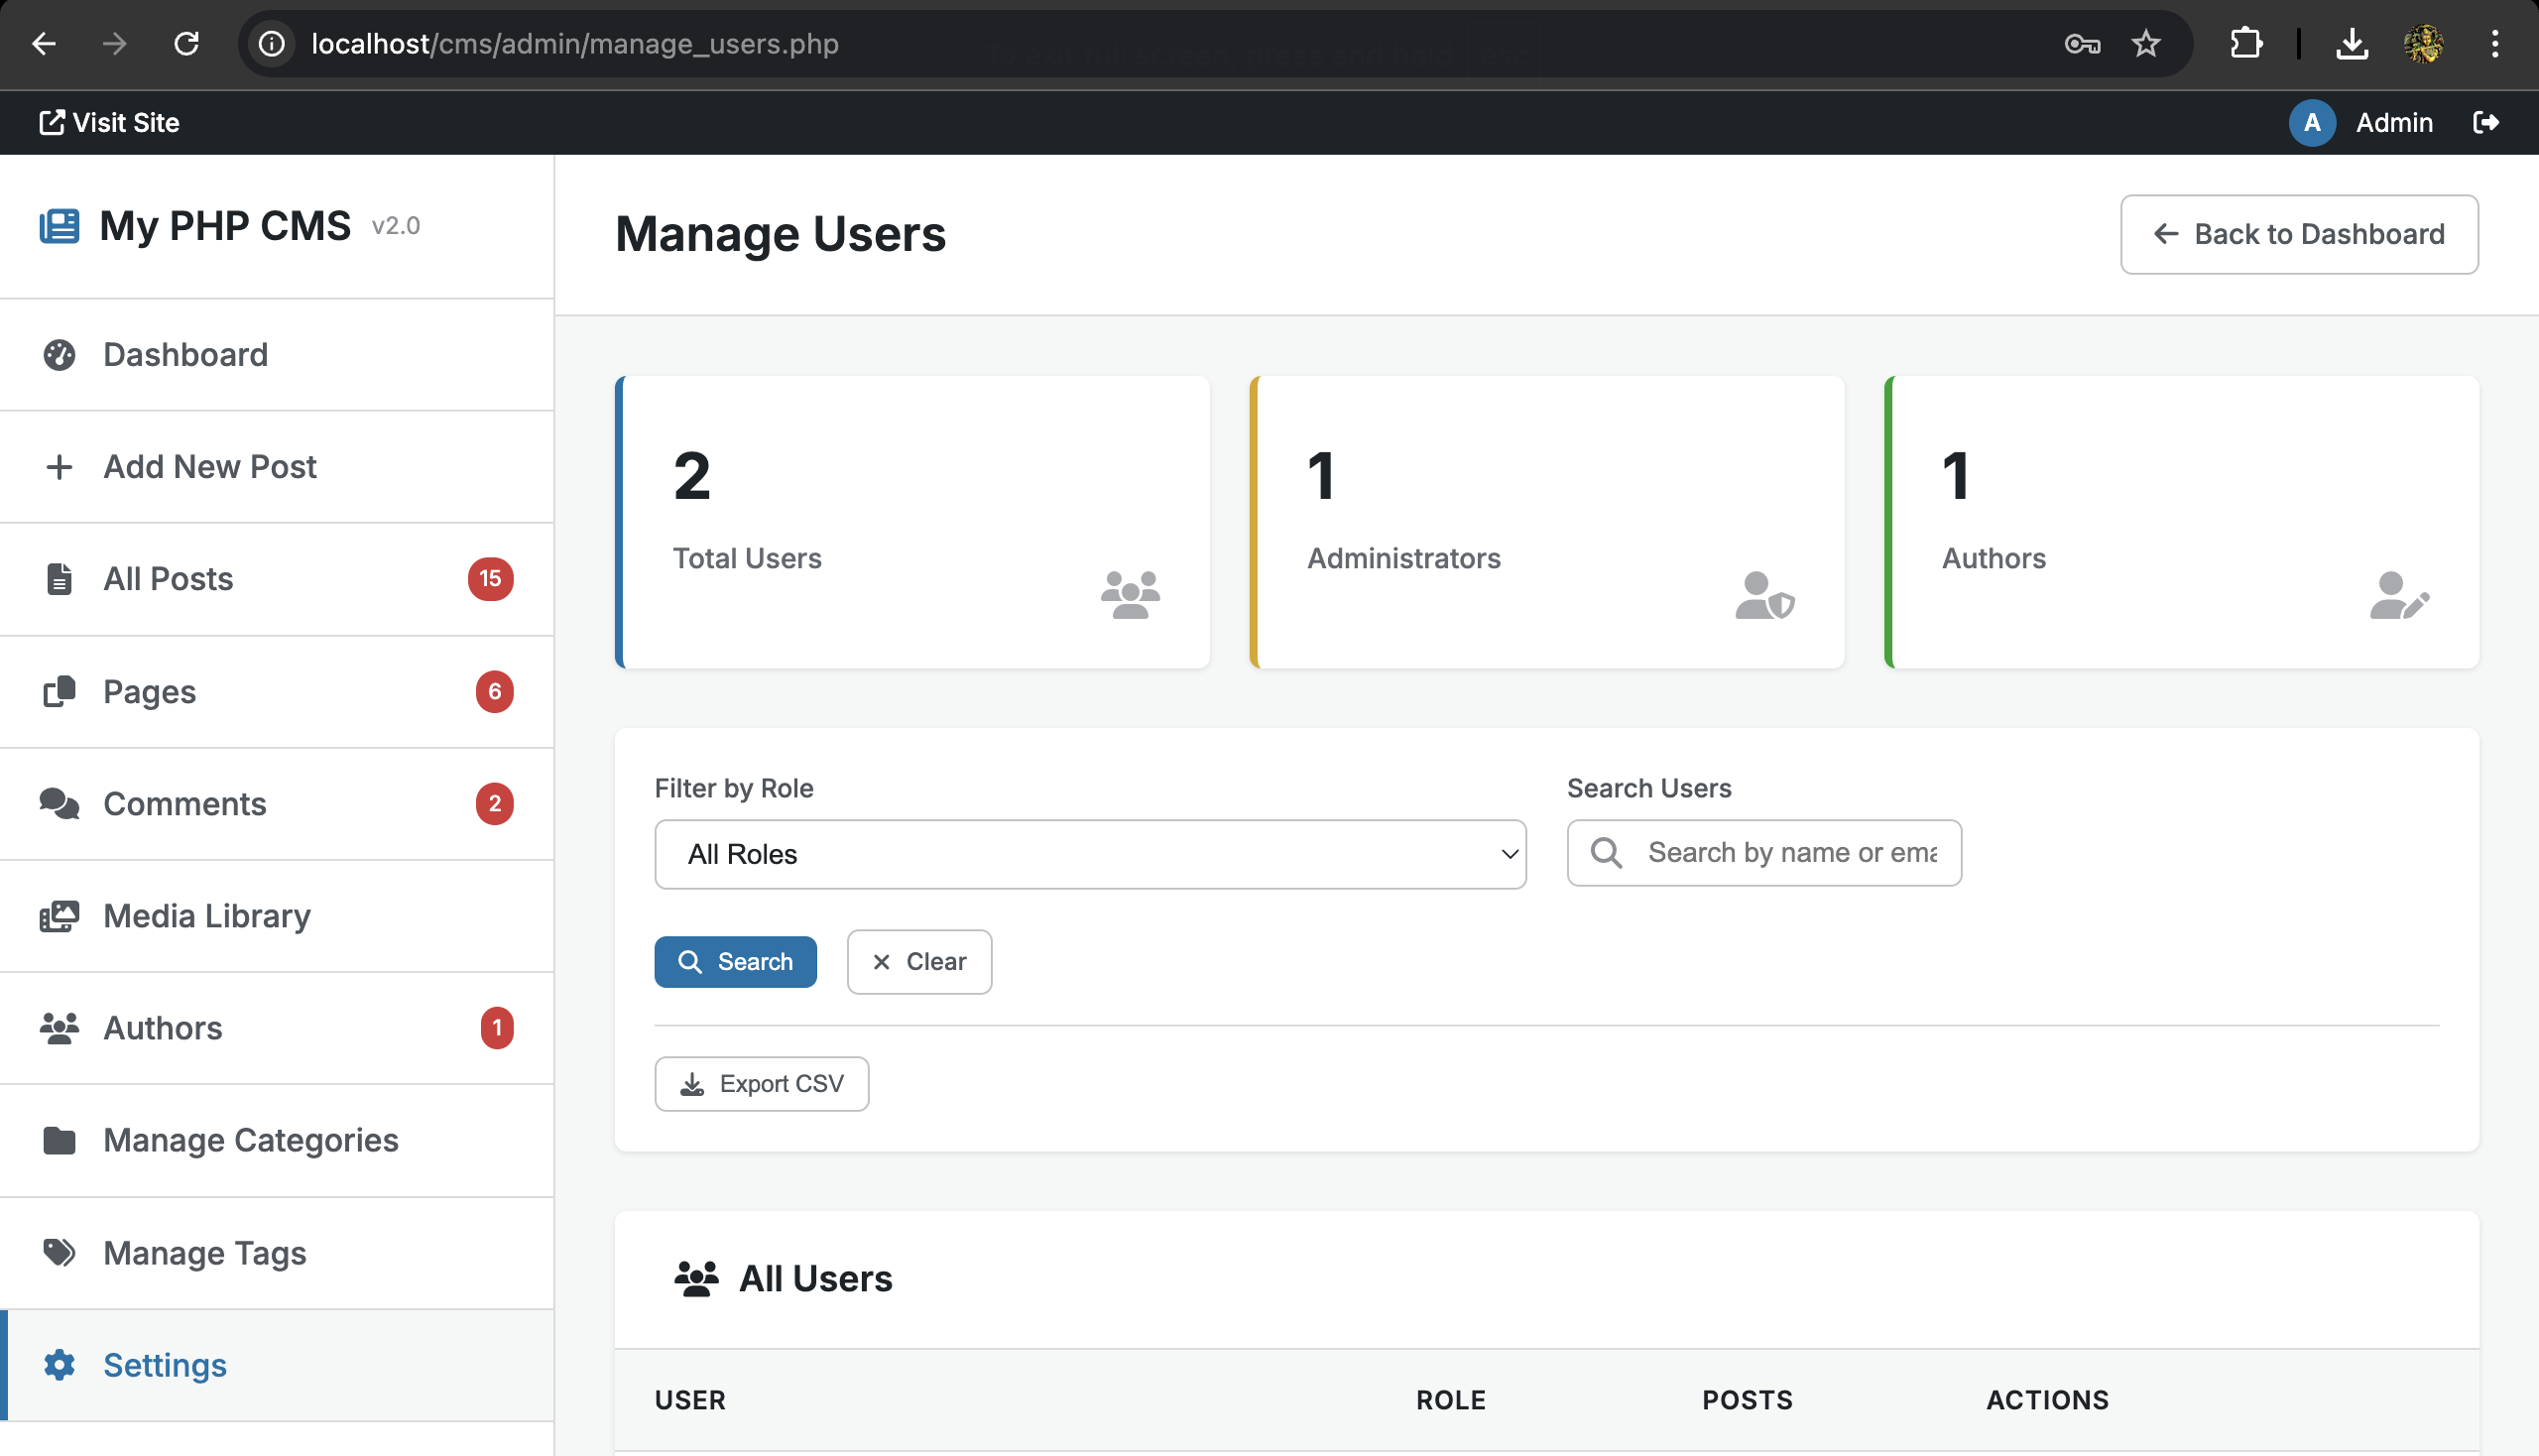 localhost/cms/admin/manage_users.php
Visit Site
A Admin
My PHP CMS v2.0
Manage Users
Back to Dashboard
Dashboard
Add New Post
All Posts 15
Pages 6
Comments 2
Media Library
Authors 1
Manage Categories
Manage Tags
Settings
2
Total Users
1
Administrators
1
Authors
Filter by Role
All Roles
Search Users
Search by name or ema
Search
Clear
Export CSV
All Users
USER ROLE POSTS ACTIONS